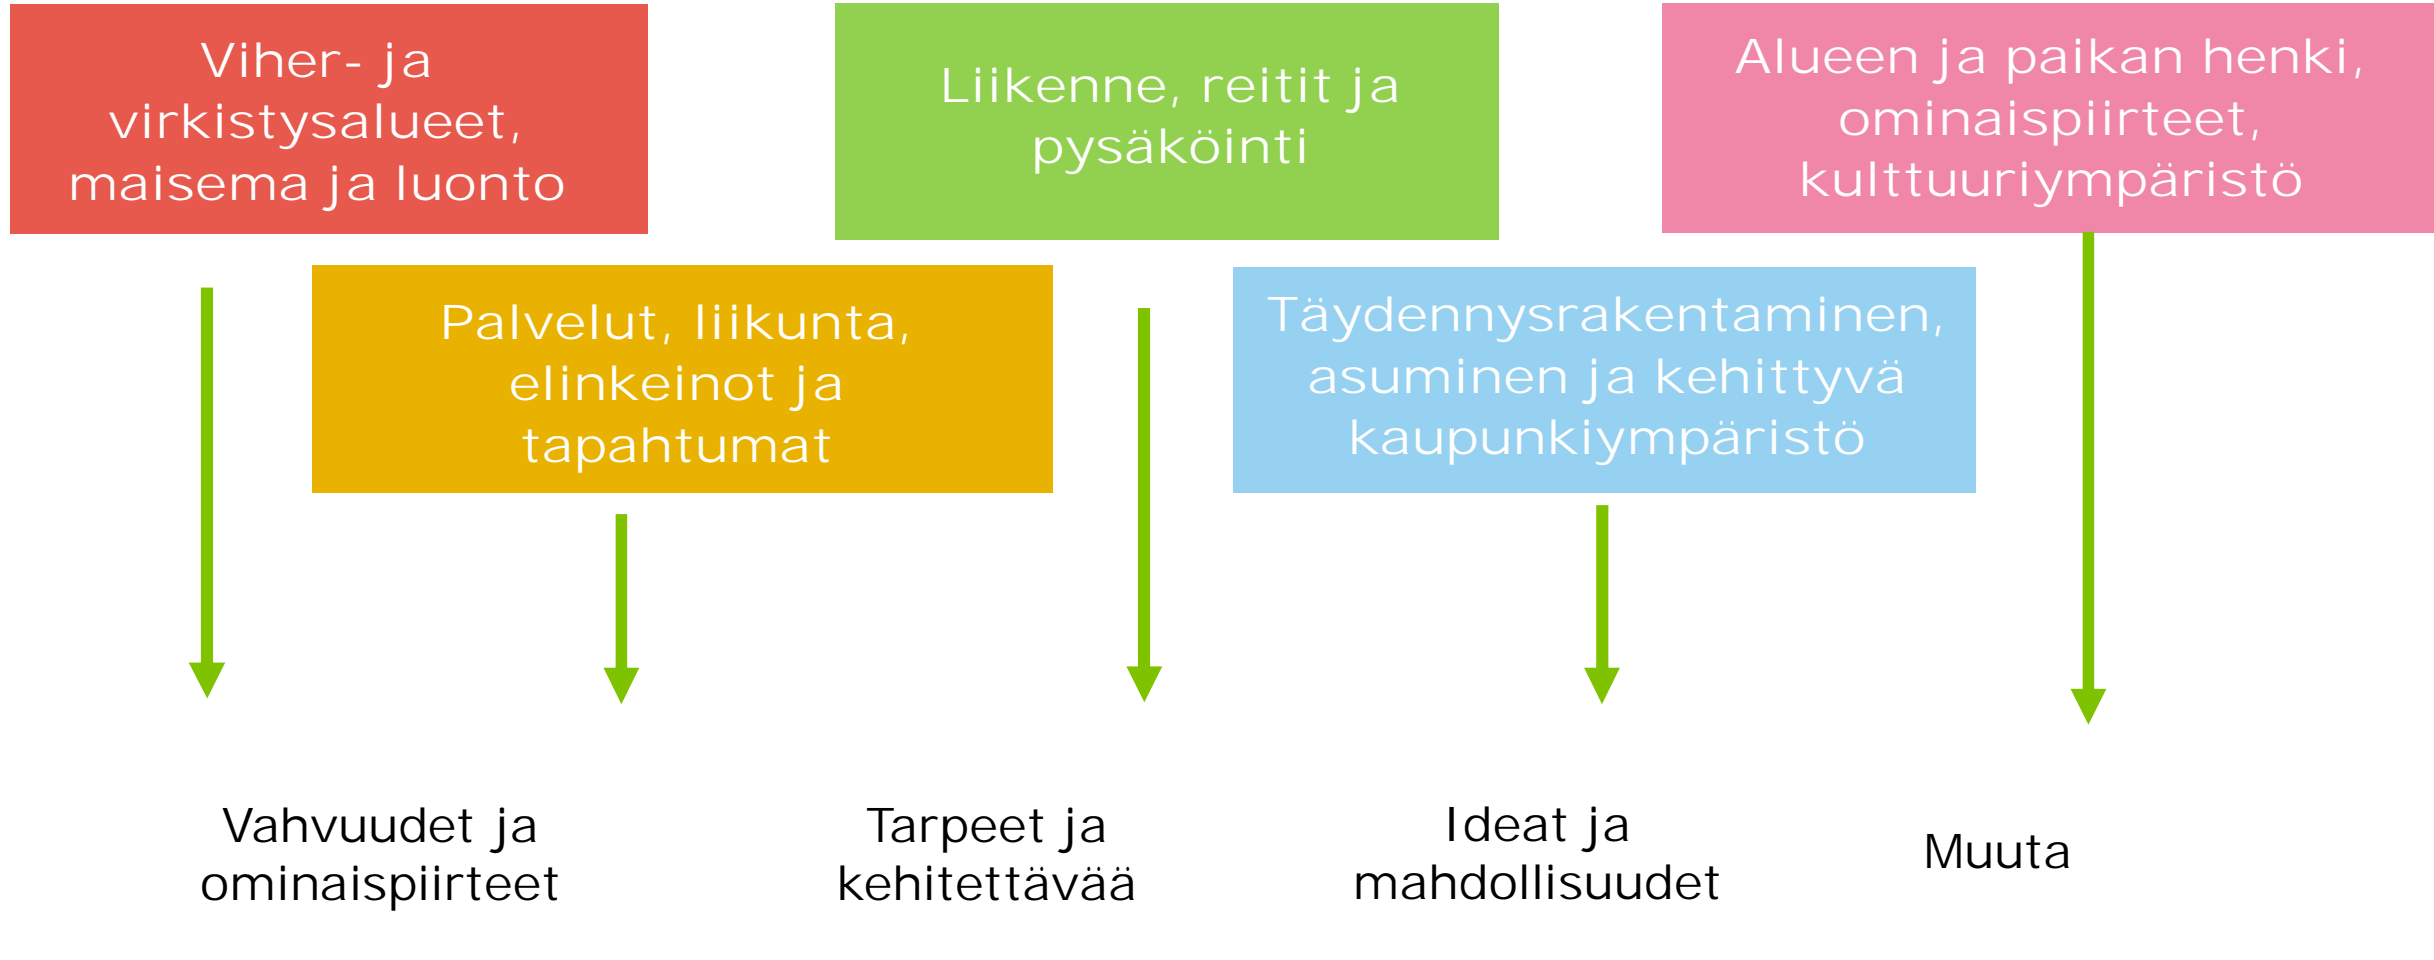 Viher- ja
virkistysalueet,
maisema ja luonto
Liikenne, reitit ja
pysäköinti
Alueen ja paikan henki,
ominaispiirteet,
kulttuuriympäristö
Palvelut, liikunta,
elinkeinot ja
tapahtumat
Täydennysrakentaminen,
asuminen ja kehittyvä
kaupunkiympäristö
Vahvuudet ja
ominaispiirteet
Tarpeet ja
kehitettävää
Ideat ja
mahdollisuudet
Muuta